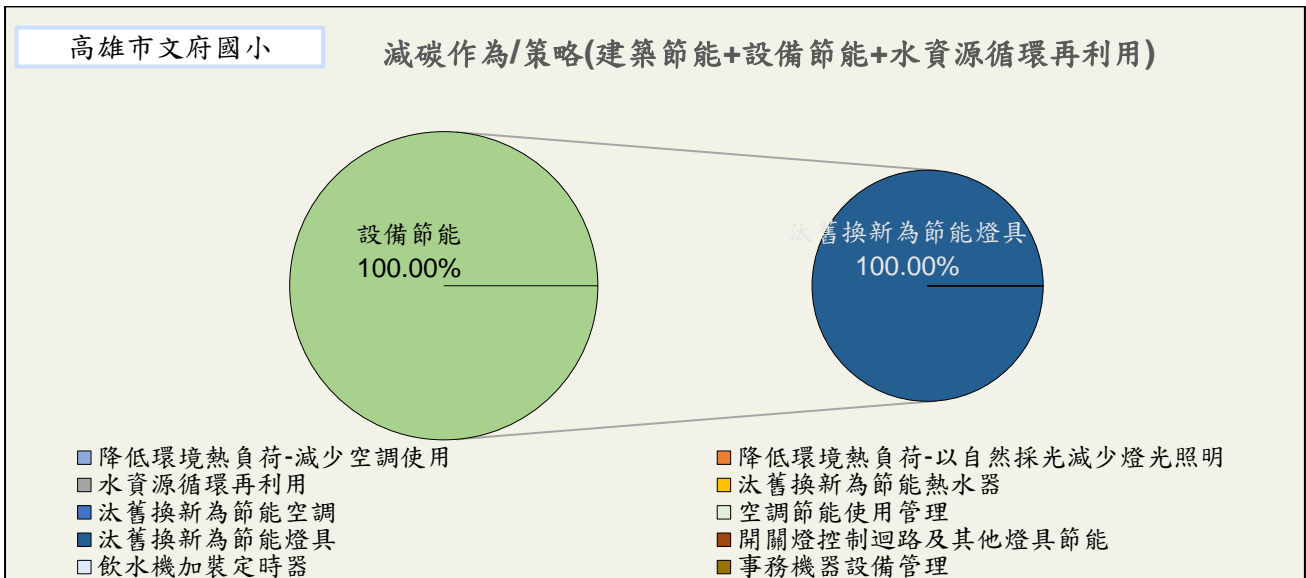 高雄市文府國小
減碳作為/策略(建築節能+設備節能+水資源循環再利用)
設備節能
100.00%
汰舊換新為節能燈具
100.00%
降低環境熱負荷-減少空調使用
降低環境熱負荷-以自然採光減少燈光照明
水資源循環再利用
汰舊換新為節能熱水器
汰舊換新為節能空調
空調節能使用管理
汰舊換新為節能燈具
開關燈控制迴路及其他燈具節能
飲水機加裝定時器
事務機器設備管理